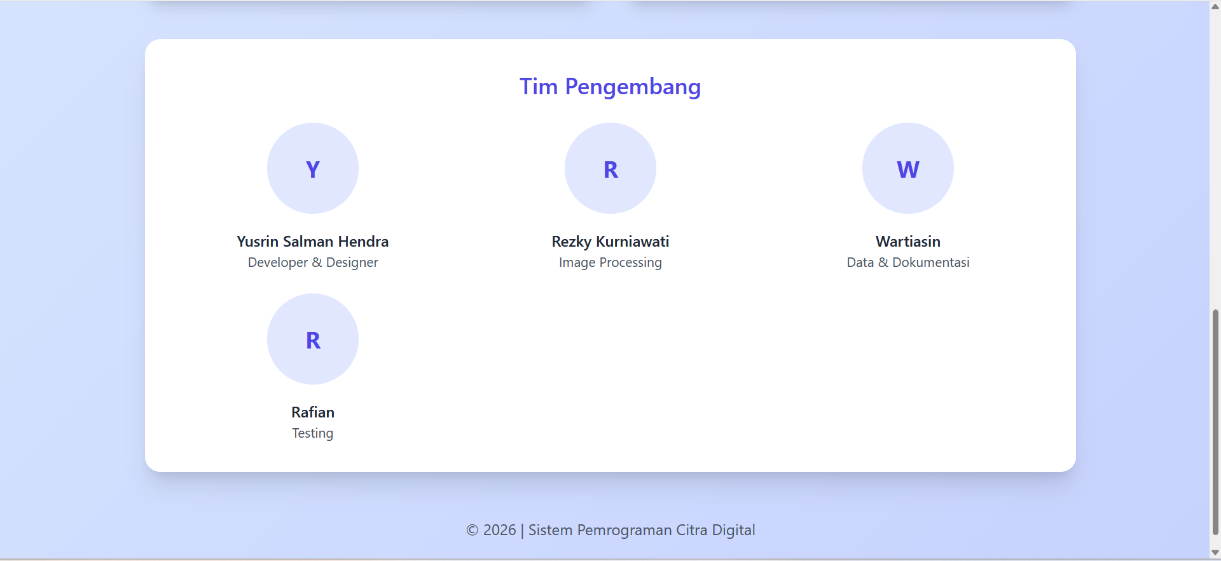 Tim Pengembang
Y
R
W
Yusrin Salman Hendra
Rezky Kurniawati
Wartiasin
Developer & Designer
Image Processing
Data & Dokumentasi
R
Rafian
Testing
© 2026 | Sistem Pemrograman Citra Digital